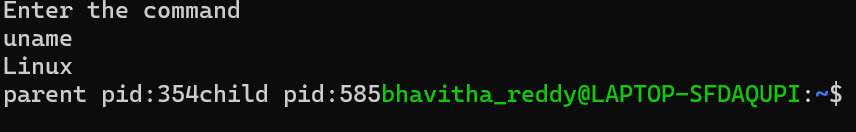 Enter the command
uname
Linux
parent pid:354child pid:585bhavitha_reddy@LAPTOP-SFDAQUPI:~$